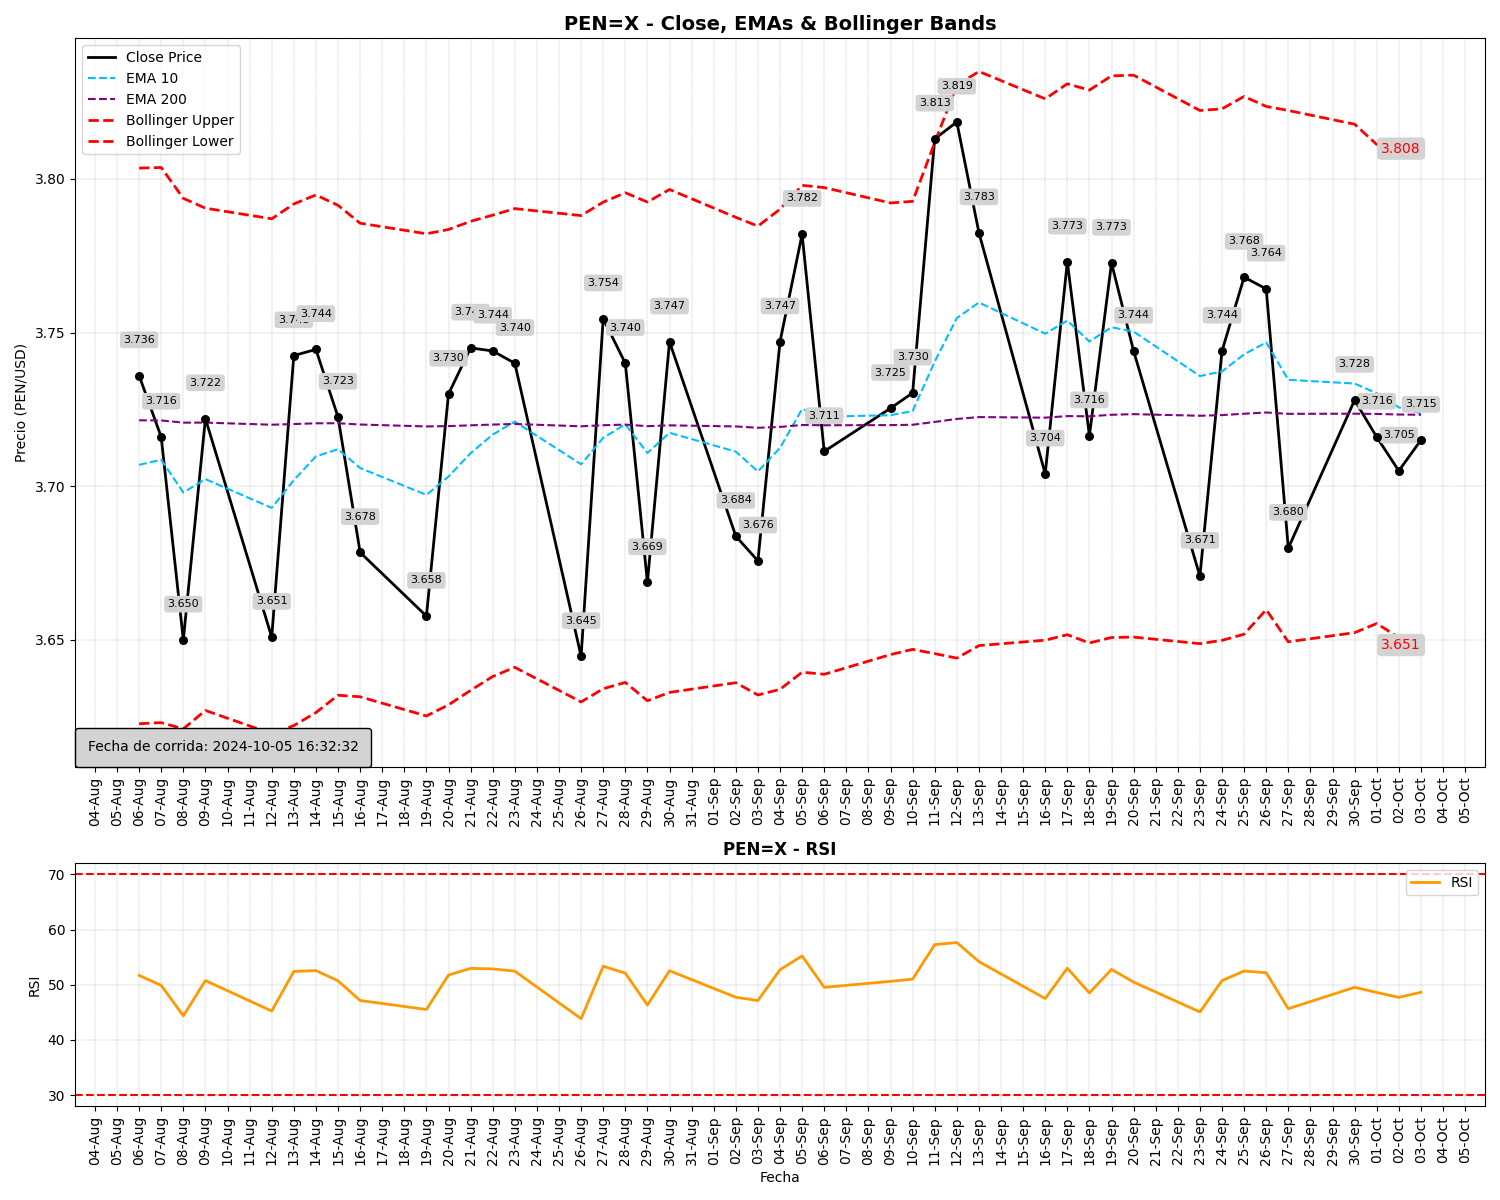 PEN=X - Close, EMAs & Bollinger Bands
Close Price
EMA 10
EMA 200
Bollinger Upper
Bollinger Lower
Precio (PEN/USD)
3.80
3.75
3.70
3.65
3.736
3.716
3.650
3.722
3.651
3.744
3.723
3.678
3.658
3.730
3.744
3.740
3.645
3.754
3.740
3.669
3.747
3.684
3.676
3.747
3.782
3.711
3.725
3.730
3.813
3.819
3.783
3.704
3.773
3.716
3.773
3.744
3.671
3.744
3.768
3.764
3.680
3.728
3.716
3.705
3.715
3.808
3.651
Fecha de corrida: 2024-10-05 16:32:32
04-Aug
05-Aug
06-Aug
07-Aug
08-Aug
09-Aug
10-Aug
11-Aug
12-Aug
13-Aug
14-Aug
15-Aug
16-Aug
17-Aug
18-Aug
19-Aug
20-Aug
21-Aug
22-Aug
23-Aug
24-Aug
25-Aug
26-Aug
27-Aug
28-Aug
29-Aug
30-Aug
31-Aug
01-Sep
02-Sep
03-Sep
04-Sep
05-Sep
06-Sep
07-Sep
08-Sep
09-Sep
10-Sep
11-Sep
12-Sep
13-Sep
14-Sep
15-Sep
16-Sep
17-Sep
18-Sep
19-Sep
20-Sep
21-Sep
22-Sep
23-Sep
24-Sep
25-Sep
26-Sep
27-Sep
28-Sep
29-Sep
30-Sep
01-Oct
02-Oct
03-Oct
04-Oct
05-Oct
PEN=X - RSI
RSI
RSI
70
60
50
40
30
04-Aug
05-Aug
06-Aug
07-Aug
08-Aug
09-Aug
10-Aug
11-Aug
12-Aug
13-Aug
14-Aug
15-Aug
16-Aug
17-Aug
18-Aug
19-Aug
20-Aug
21-Aug
22-Aug
23-Aug
24-Aug
25-Aug
26-Aug
27-Aug
28-Aug
29-Aug
30-Aug
31-Aug
01-Sep
02-Sep
03-Sep
04-Sep
05-Sep
06-Sep
07-Sep
08-Sep
09-Sep
10-Sep
11-Sep
12-Sep
13-Sep
14-Sep
15-Sep
16-Sep
17-Sep
18-Sep
19-Sep
20-Sep
21-Sep
22-Sep
23-Sep
24-Sep
25-Sep
26-Sep
27-Sep
28-Sep
29-Sep
30-Sep
01-Oct
02-Oct
03-Oct
04-Oct
05-Oct
Fecha